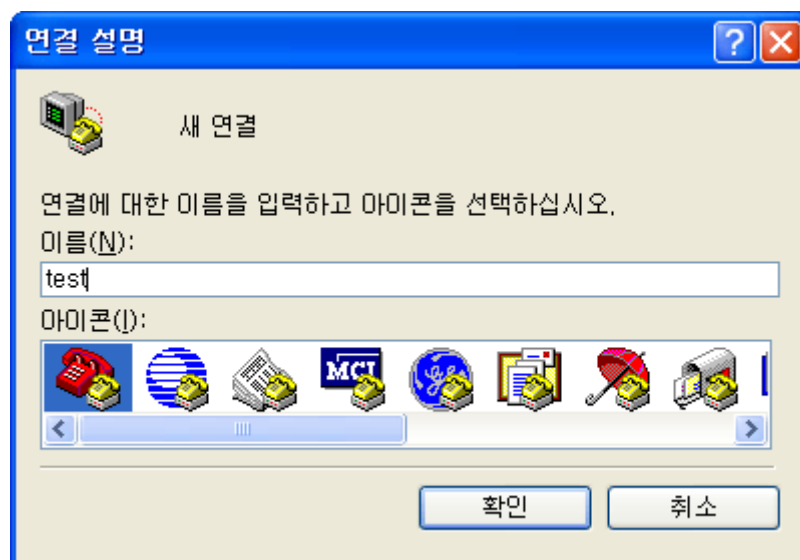 연결 설명
새 연결
연결에 대한 이름을 입력하고 아이콘을 선택하십시오.
이름(N):
test
아이콘(I):
MCI
확인 취소